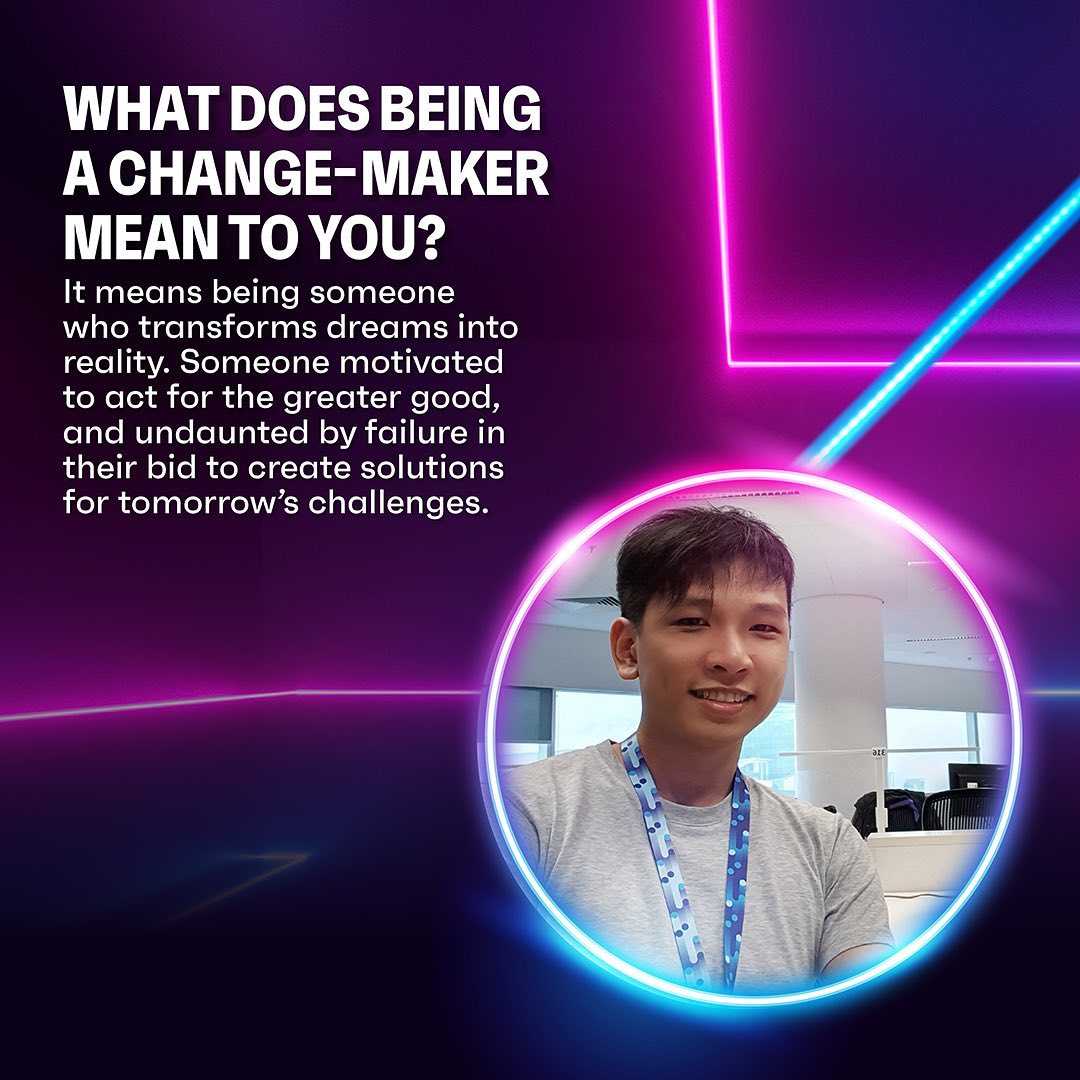 WHAT DOES BEING
A CHANGE-MAKER
MEAN TO YOU?
It means being someone
who transforms dreams into
reality. Someone motivated
to act for the greater good,
and undaunted by failure in
their bid to create solutions
for tomorrow’s challenges.
316